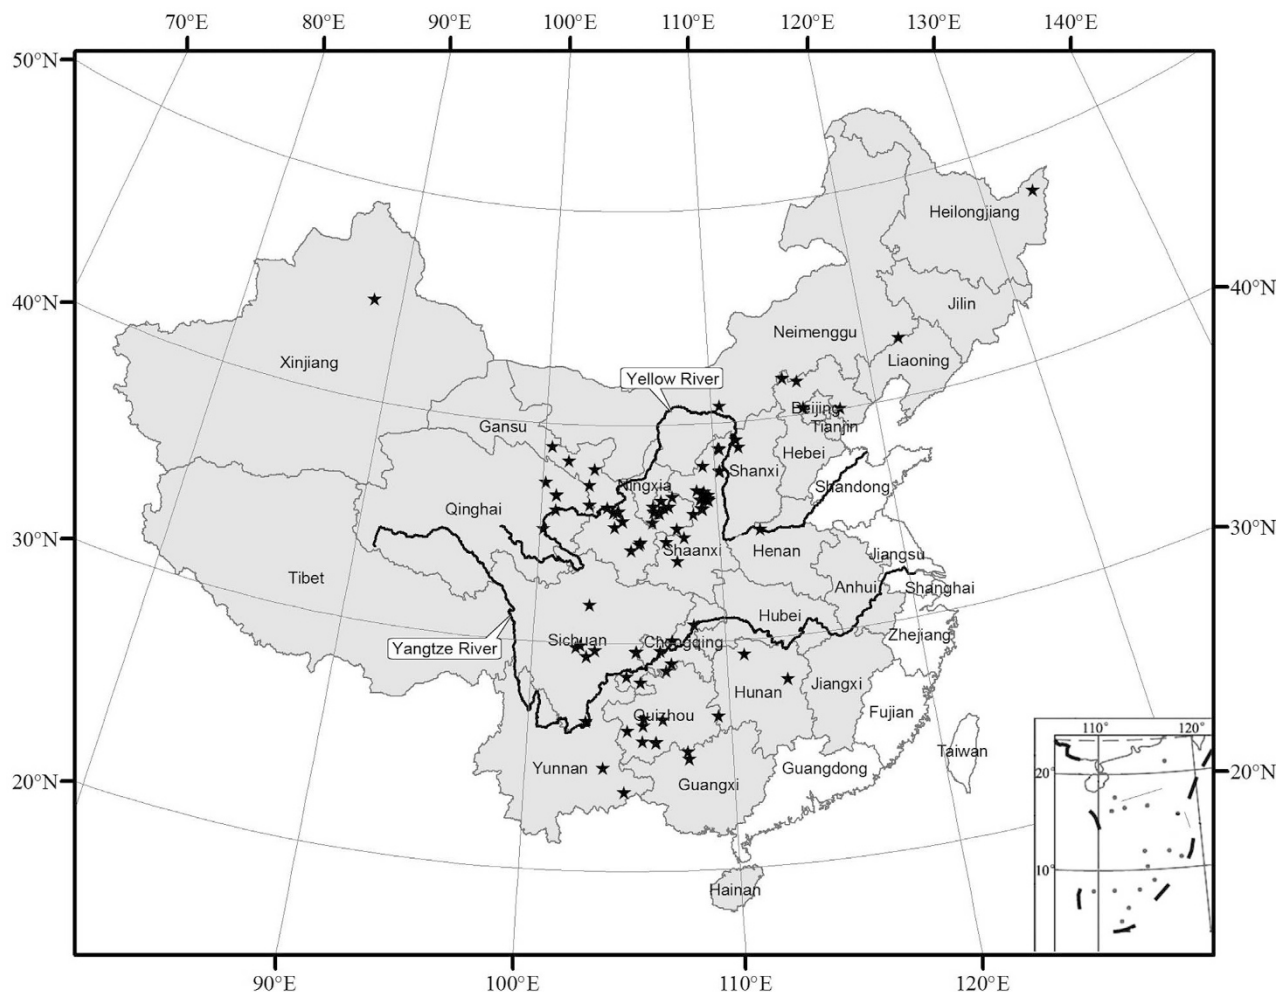 70°E 80°E 90°E 100°E 110°E 120°E 130°E 140°E
50°N
Heilongjiang
40°N
40°N
Jilin
Neimenggu
Liaoning
Xinjiang
Yellow River
Beijing
Tianjin
Gansu
Hebei
Shanxi
Ningxia
Shandong
Qinghai
30°N
30°N
Shaanxi
Henan
Jiangsu
Tibet
Anhui
Shanghai
Hubei
Zhejiang
Sichuan
Chongqing
Yangtze River
Hunan
Jiangxi
Fujian
Quizhou
110°
120°
Taiwan
Yunnan
Guangdong
20°N
20°
20°N
Guangxi
10°
Hainan
90°E 100°E 110°E 120°E